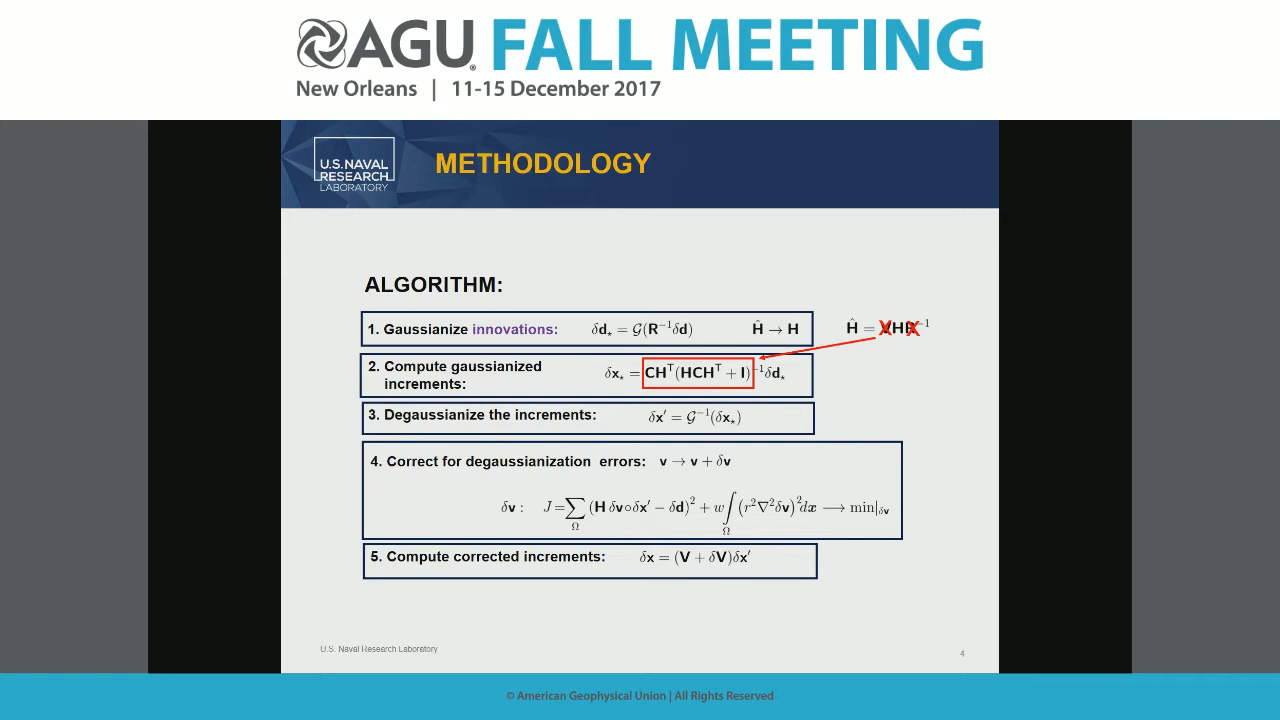 AGU FALL MEETING
New Orleans | 11-15 December 2017
U.S. NAVAL
RESEARCH
LABORATORY
METHODOLOGY
ALGORITHM:
1. Gaussianize innovations: δd⋆ = 𝒢(R⁻¹δd) Ĥ → H Ĥ = H ⁻¹
2. Compute gaussianized
increments: δx⋆ = CHᵀ(HCHᵀ + I)⁻¹δd⋆
3. Degaussianize the increments: δx′ = 𝒢⁻¹(δx⋆)
4. Correct for degaussianization errors: v → v + δv
δv : J = ∑_Ω (H δv∘δx′ − δd)² + w∫_Ω (r²∇²δv)²dx ⟶ min|_δv
5. Compute corrected increments: δx = (V + δV)δx′
U.S. Naval Research Laboratory
4
© American Geophysical Union | All Rights Reserved